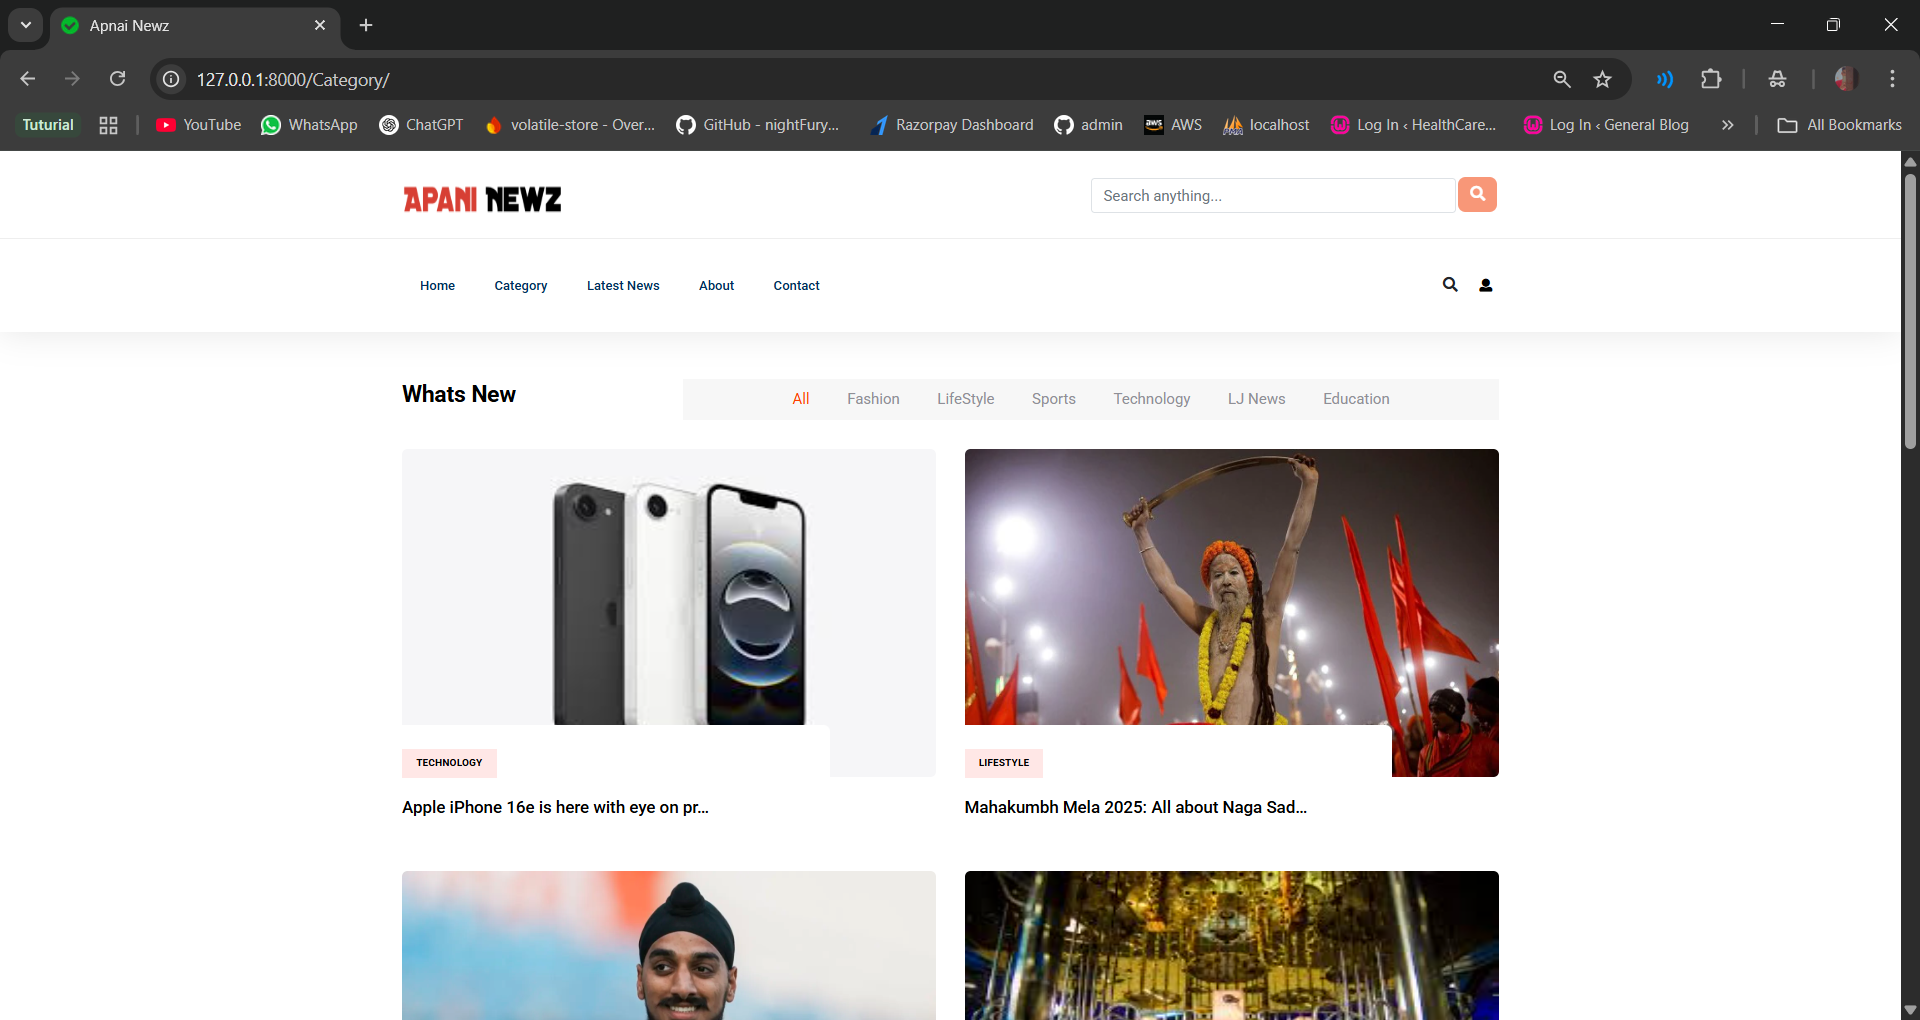 Apnai Newz
127.0.0.1:8000/Category/
Tuturial YouTube WhatsApp ChatGPT volatile-store - Over... GitHub - nightFury... Razorpay Dashboard admin aws AWS localhost Log In ‹ HealthCare... Log In ‹ General Blog » All Bookmarks
APANI NEWZ
Search anything...
Home Category Latest News About Contact
Whats New
All Fashion LifeStyle Sports Technology LJ News Education
TECHNOLOGY
Apple iPhone 16e is here with eye on pr...
LIFESTYLE
Mahakumbh Mela 2025: All about Naga Sad...